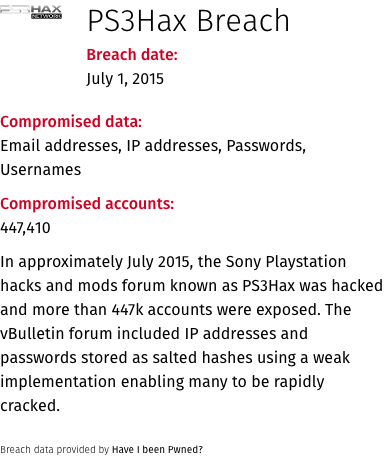 PS3HAX
NETWORK
PS3Hax Breach
Breach date:
July 1, 2015
Compromised data:
Email addresses, IP addresses, Passwords,
Usernames
Compromised accounts:
447,410
In approximately July 2015, the Sony Playstation
hacks and mods forum known as PS3Hax was hacked
and more than 447k accounts were exposed. The
vBulletin forum included IP addresses and
passwords stored as salted hashes using a weak
implementation enabling many to be rapidly
cracked.
Breach data provided by Have I been Pwned?